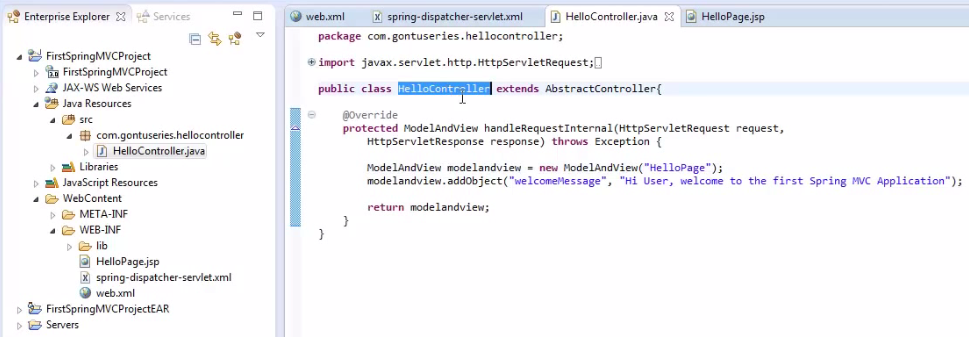 Enterprise Explorer
Services
FirstSpringMVCProject
FirstSpringMVCProject
JAX-WS Web Services
Java Resources
src
com.gontuseries.hellocontroller
HelloController.java
Libraries
JavaScript Resources
WebContent
META-INF
WEB-INF
lib
HelloPage.jsp
spring-dispatcher-servlet.xml
web.xml
FirstSpringMVCProjectEAR
Servers
web.xml
spring-dispatcher-servlet.xml
HelloController.java
HelloPage.jsp
package com.gontuseries.hellocontroller;
import javax.servlet.http.HttpServletRequest;
public class HelloController extends AbstractController{
@Override
protected ModelAndView handleRequestInternal(HttpServletRequest request,
HttpServletResponse response) throws Exception {
ModelAndView modelandview = new ModelAndView("HelloPage");
modelandview.addObject("welcomeMessage", "Hi User, welcome to the first Spring MVC Application");
return modelandview;
}
}